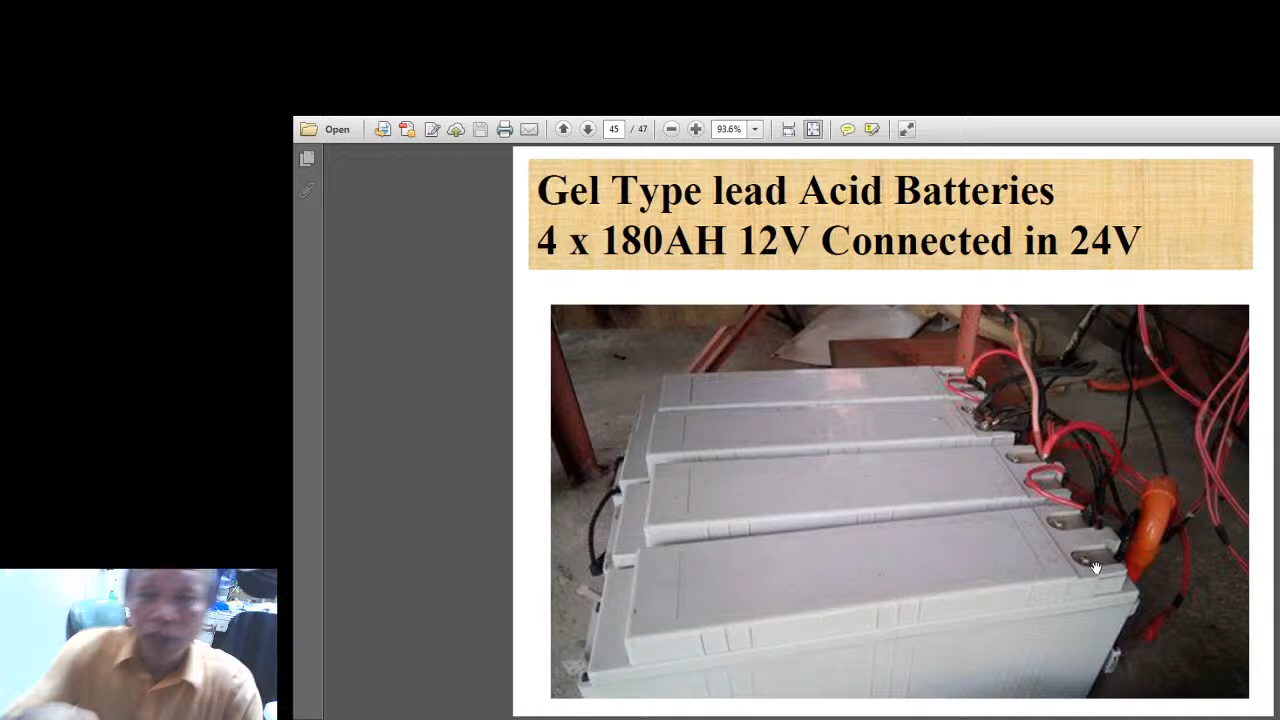 Open
45 / 47
93.6%
Gel Type lead Acid Batteries
4 x 180AH 12V Connected in 24V